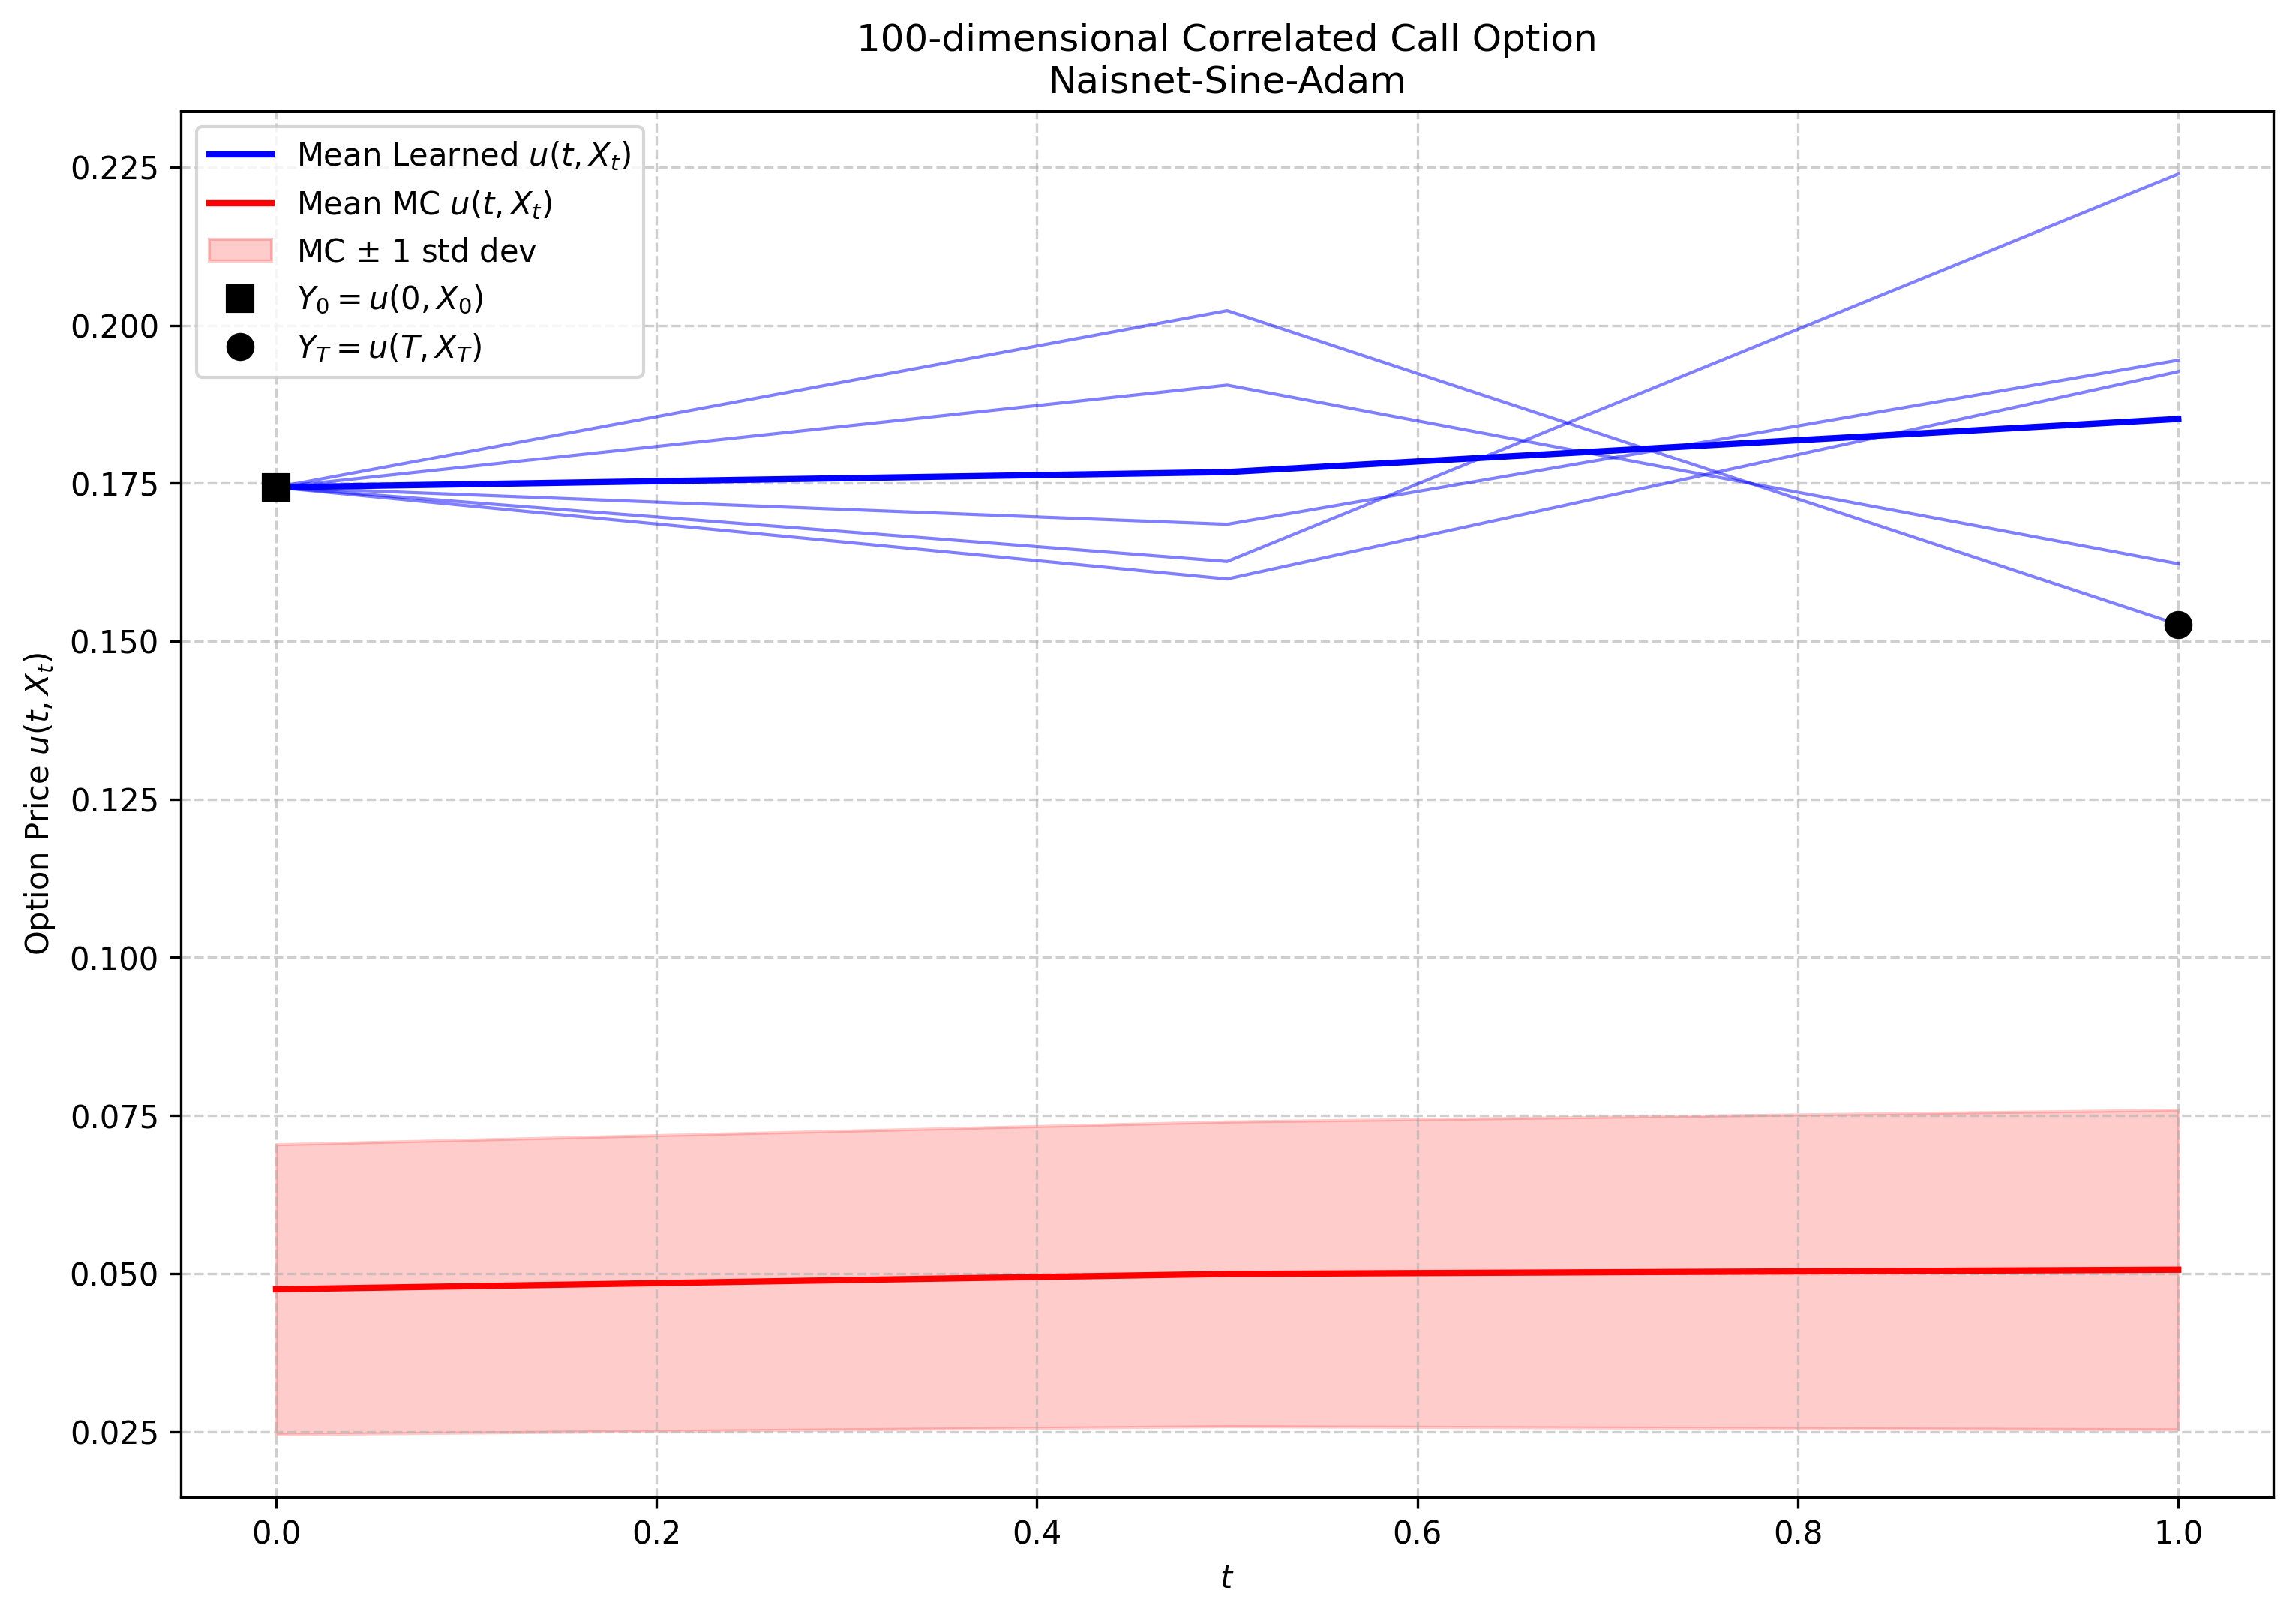 100-dimensional Correlated Call Option
Naisnet-Sine-Adam
Mean Learned u(t, X_t)
Mean MC u(t, X_t)
MC ± 1 std dev
Y_0 = u(0, X_0)
Y_T = u(T, X_T)
Option Price u(t, X_t)
0.225
0.200
0.175
0.150
0.125
0.100
0.075
0.050
0.025
0.0 0.2 0.4 0.6 0.8 1.0
t